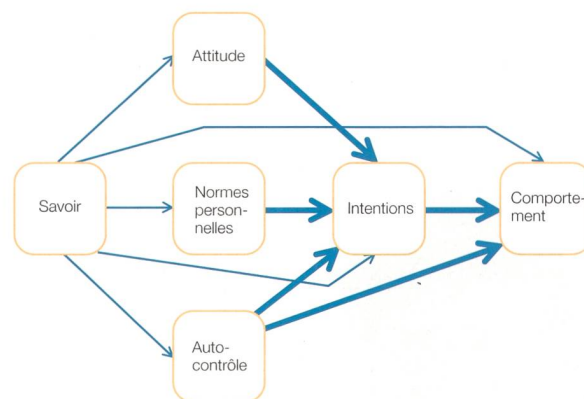 Attitude
Savoir
Normes
person-
nelles
Intentions
Comporte-
ment
Auto-
contrôle